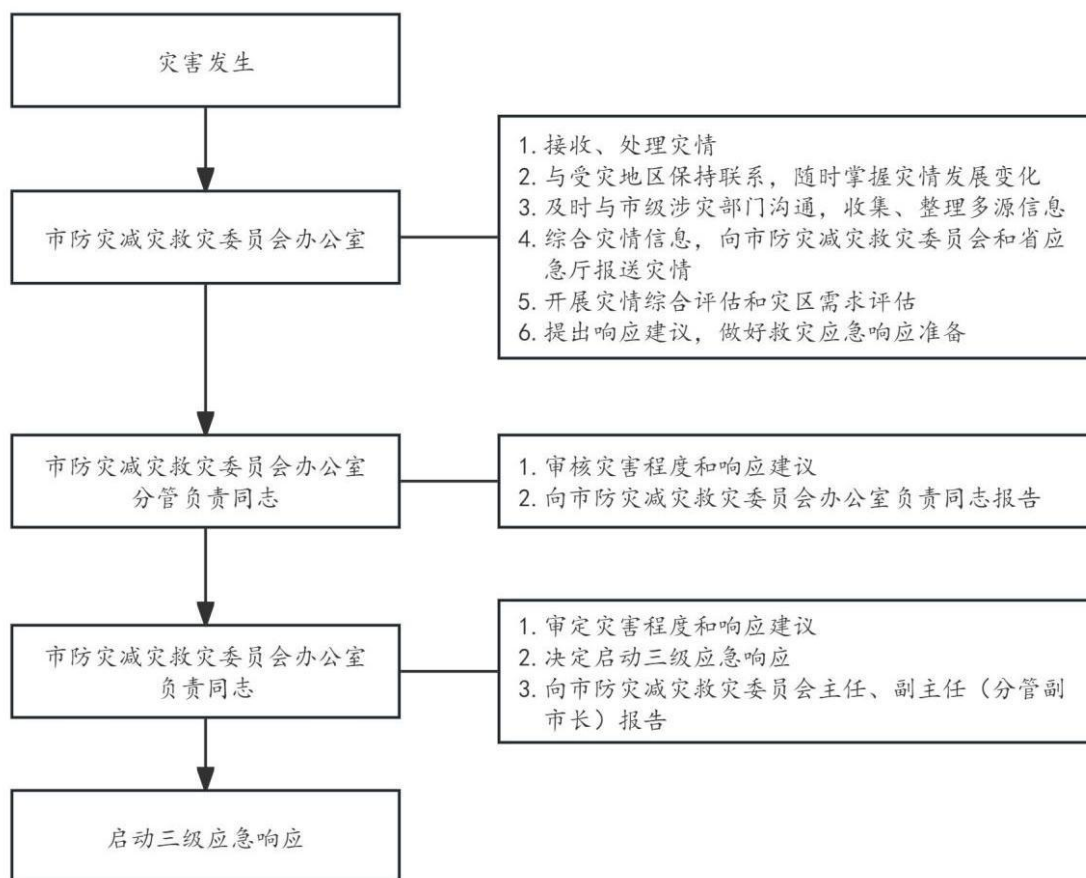 灾害发生
市防灾减灾救灾委员会办公室
1. 接收、处理灾情
2. 与受灾地区保持联系，随时掌握灾情发展变化
3. 及时与市级涉灾部门沟通，收集、整理多源信息
4. 综合灾情信息，向市防灾减灾救灾委员会和省应
急厅报送灾情
5. 开展灾情综合评估和灾区需求评估
6. 提出响应建议，做好救灾应急响应准备
市防灾减灾救灾委员会办公室
分管负责同志
1. 审核灾害程度和响应建议
2. 向市防灾减灾救灾委员会办公室负责同志报告
市防灾减灾救灾委员会办公室
负责同志
1. 审定灾害程度和响应建议
2. 决定启动三级应急响应
3. 向市防灾减灾救灾委员会主任、副主任（分管副
市长）报告
启动三级应急响应